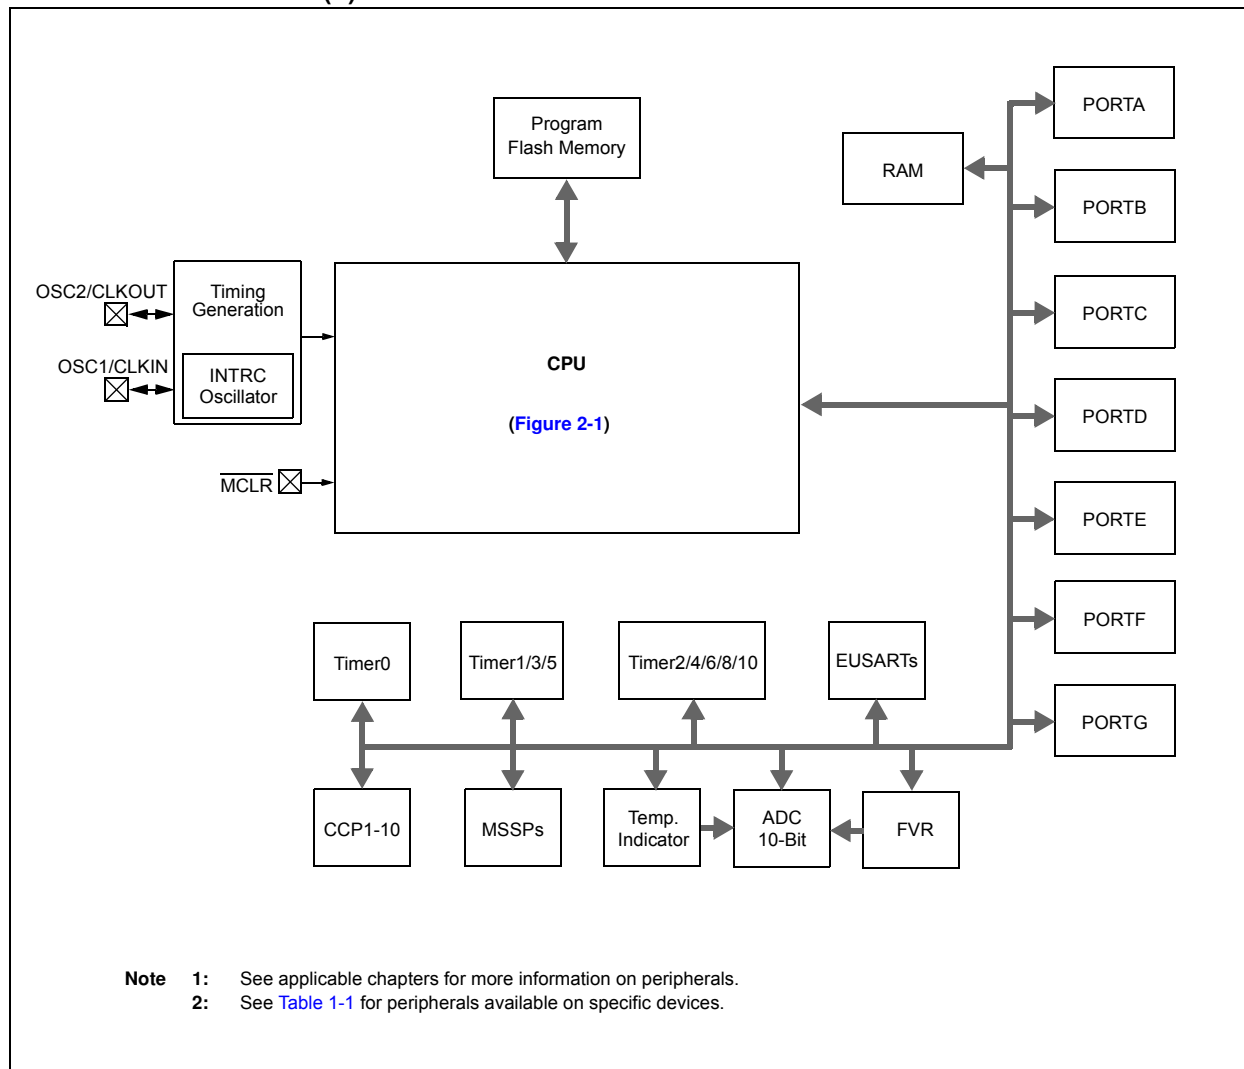 Program
Flash Memory
PORTA
RAM
PORTB
OSC2/CLKOUT
Timing
Generation
PORTC
OSC1/CLKIN
INTRC
Oscillator
CPU
(Figure 2-1)
PORTD
MCLR
PORTE
PORTF
Timer0
Timer1/3/5
Timer2/4/6/8/10
EUSARTs
PORTG
CCP1-10
MSSPs
Temp.
Indicator
ADC
10-Bit
FVR
Note 1: See applicable chapters for more information on peripherals.
2: See Table 1-1 for peripherals available on specific devices.